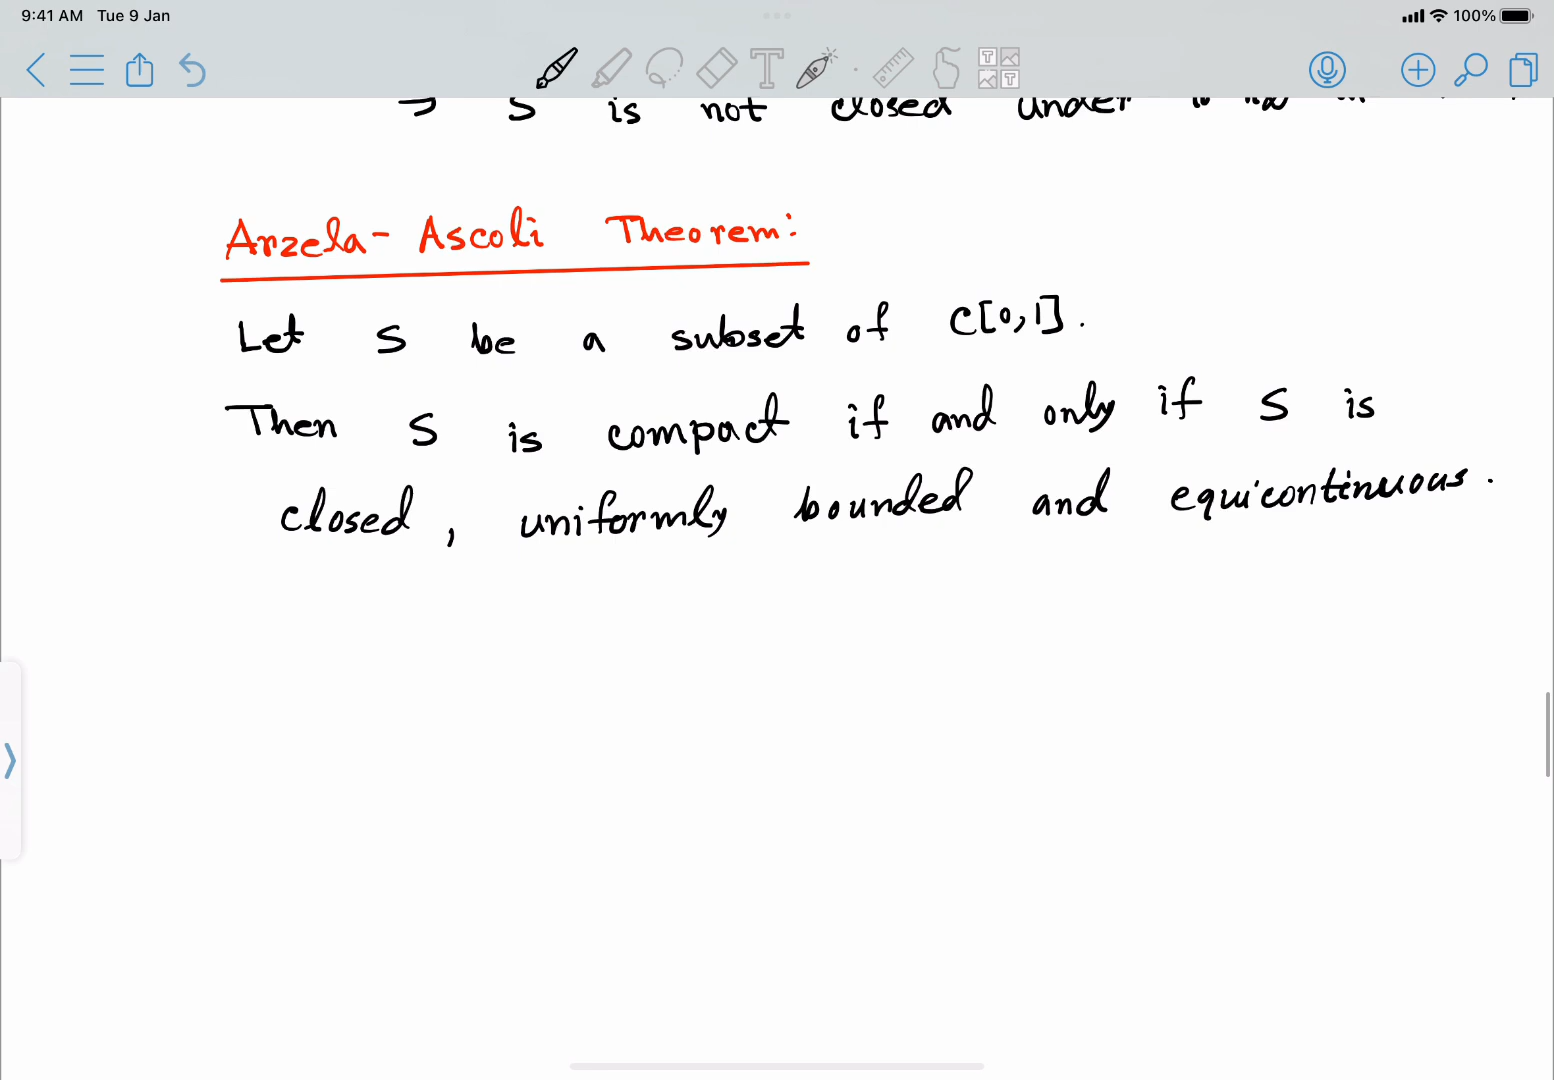 9:41 AM Tue 9 Jan 100%
→ S is not closed under
Arzela- Ascoli Theorem:
Let S be a subset of C[0,1].
Then S is compact if and only if S is
closed, uniformly bounded and equicontinuous.